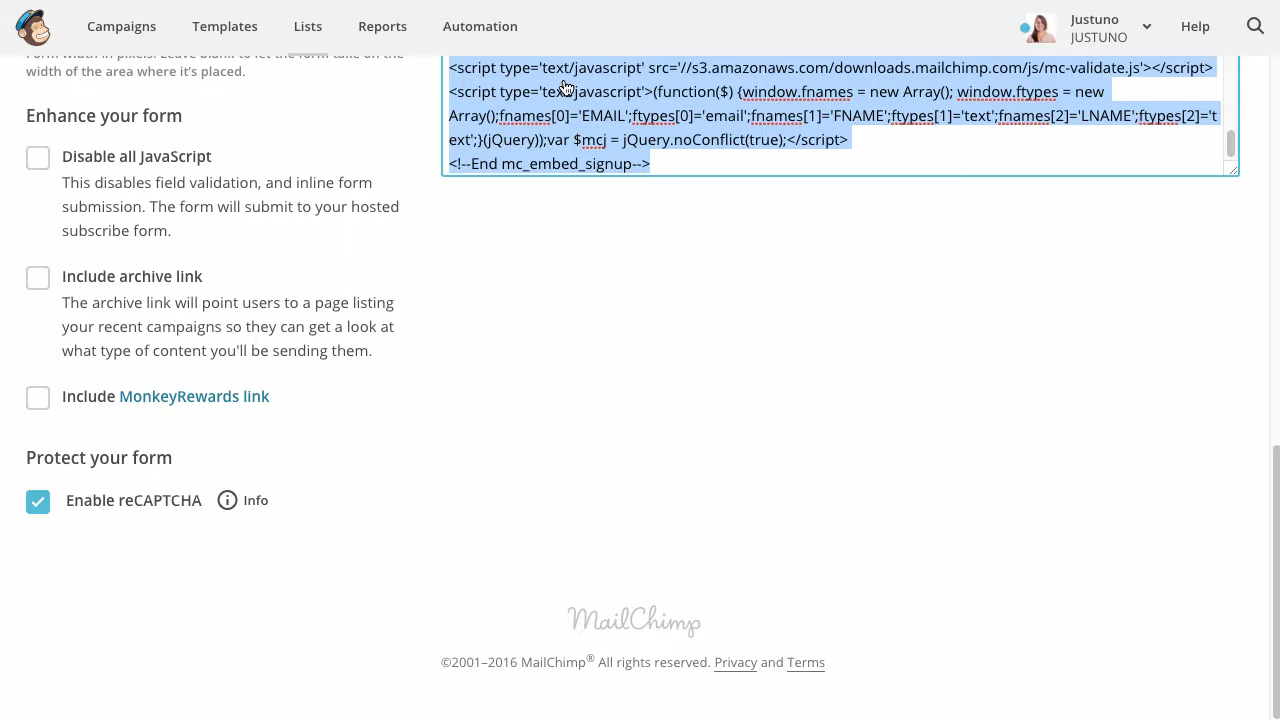 Campaigns
Templates
Lists
Reports
Automation
Justuno
JUSTUNO
Help
Form width in pixels. Leave blank to let the form take on the
width of the area where it's placed.
Enhance your form
Disable all JavaScript
This disables field validation, and inline form
submission. The form will submit to your hosted
subscribe form.
Include archive link
The archive link will point users to a page listing
your recent campaigns so they can get a look at
what type of content you'll be sending them.
Include MonkeyRewards link
Protect your form
Enable reCAPTCHA
Info
<script type='text/javascript' src='//s3.amazonaws.com/downloads.mailchimp.com/js/mc-validate.js'></script>
<script type='text/javascript'>(function($) {window.fnames = new Array(); window.ftypes = new
Array();fnames[0]='EMAIL';ftypes[0]='email';fnames[1]='FNAME';ftypes[1]='text';fnames[2]='LNAME';ftypes[2]='t
ext';}(jQuery));var $mcj = jQuery.noConflict(true);</script>
<!--End mc_embed_signup-->
MailChimp
©2001–2016 MailChimp® All rights reserved. Privacy and Terms